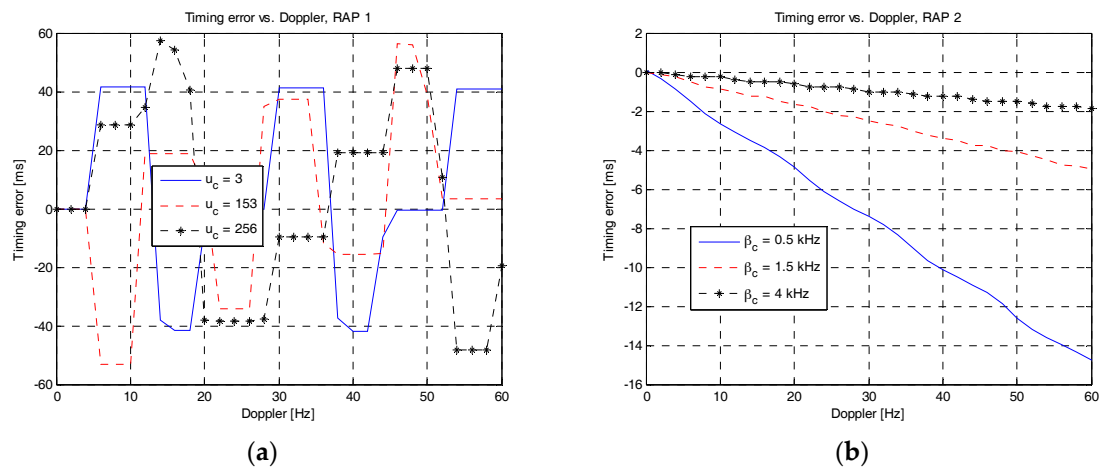 Timing error vs. Doppler, RAP 1
Timing error [ms]
60
40
20
0
-20
-40
-60
0 10 20 30 40 50 60
Doppler [Hz]
u_c = 3
u_c = 153
u_c = 256
(a)
Timing error vs. Doppler, RAP 2
Timing error [ms]
2
0
-2
-4
-6
-8
-10
-12
-14
-16
0 10 20 30 40 50 60
Doppler [Hz]
β_c = 0.5 kHz
β_c = 1.5 kHz
β_c = 4 kHz
(b)